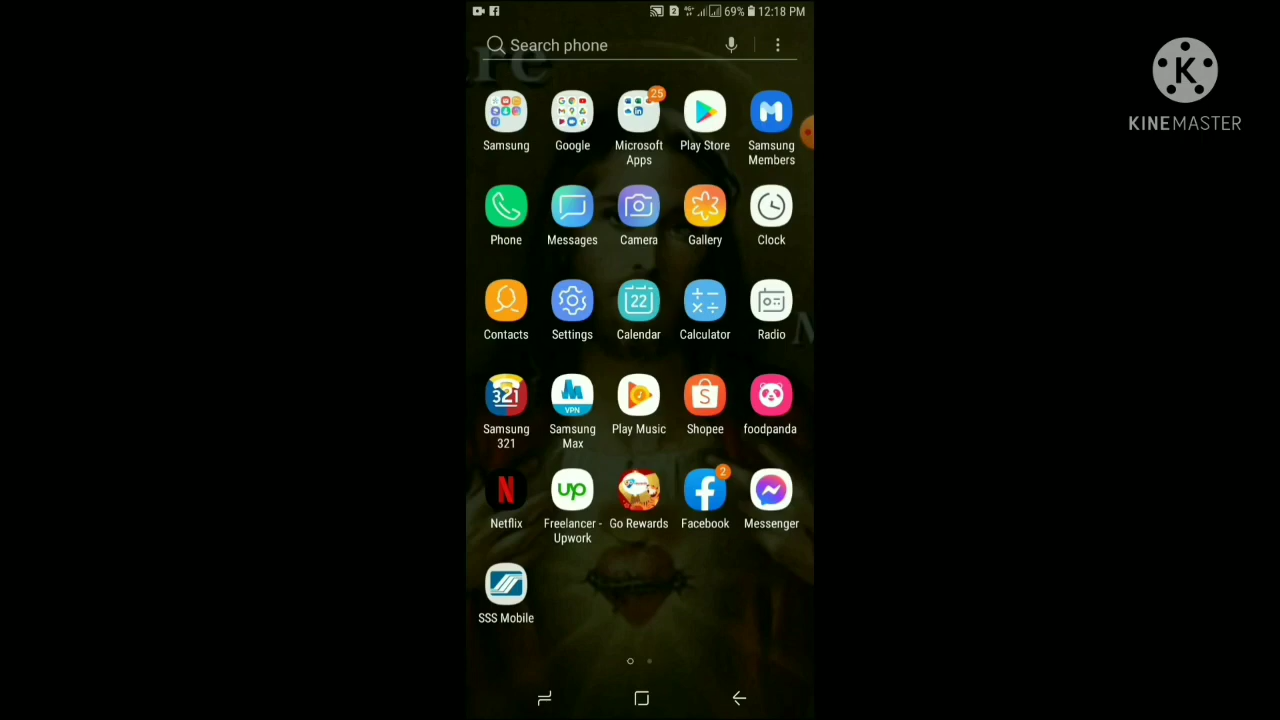 69% 12:18 PM
re
Search phone
K
KINEMASTER
25
Samsung
Google
Microsoft Apps
Play Store
Samsung Members
Phone
Messages
Camera
Gallery
Clock
22
Contacts
Settings
Calendar
Calculator
Radio
M
321
VPN
Samsung 321
Samsung Max
Play Music
Shopee
foodpanda
2
Netflix
Freelancer - Upwork
Go Rewards
Facebook
Messenger
SSS Mobile